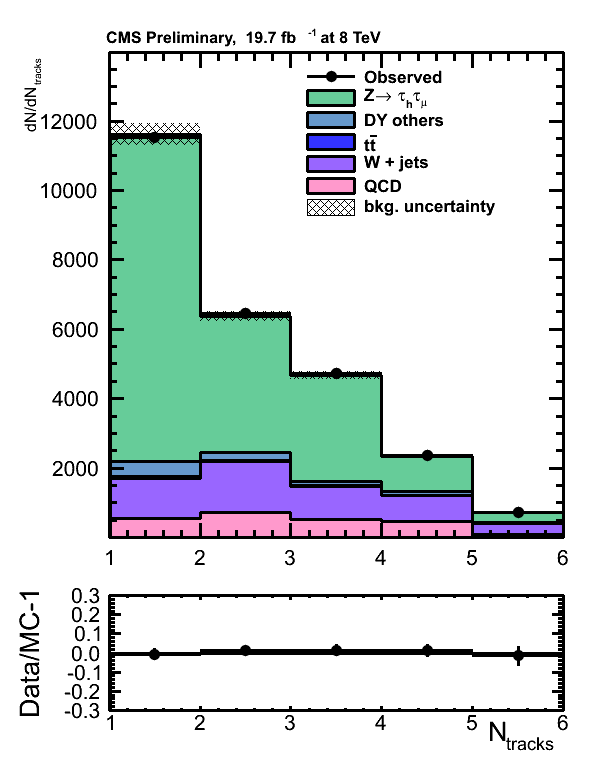 CMS Preliminary, 19.7 fb -1 at 8 TeV
dN/dNtracks
Observed
Z→ τhτμ
DY others
tt̄
W + jets
QCD
bkg. uncertainty
12000
10000
8000
6000
4000
2000
1 2 3 4 5 6
Data/MC-1
0.3
0.2
0.1
0.0
-0.1
-0.2
-0.3
1 2 3 4 5 6
Ntracks